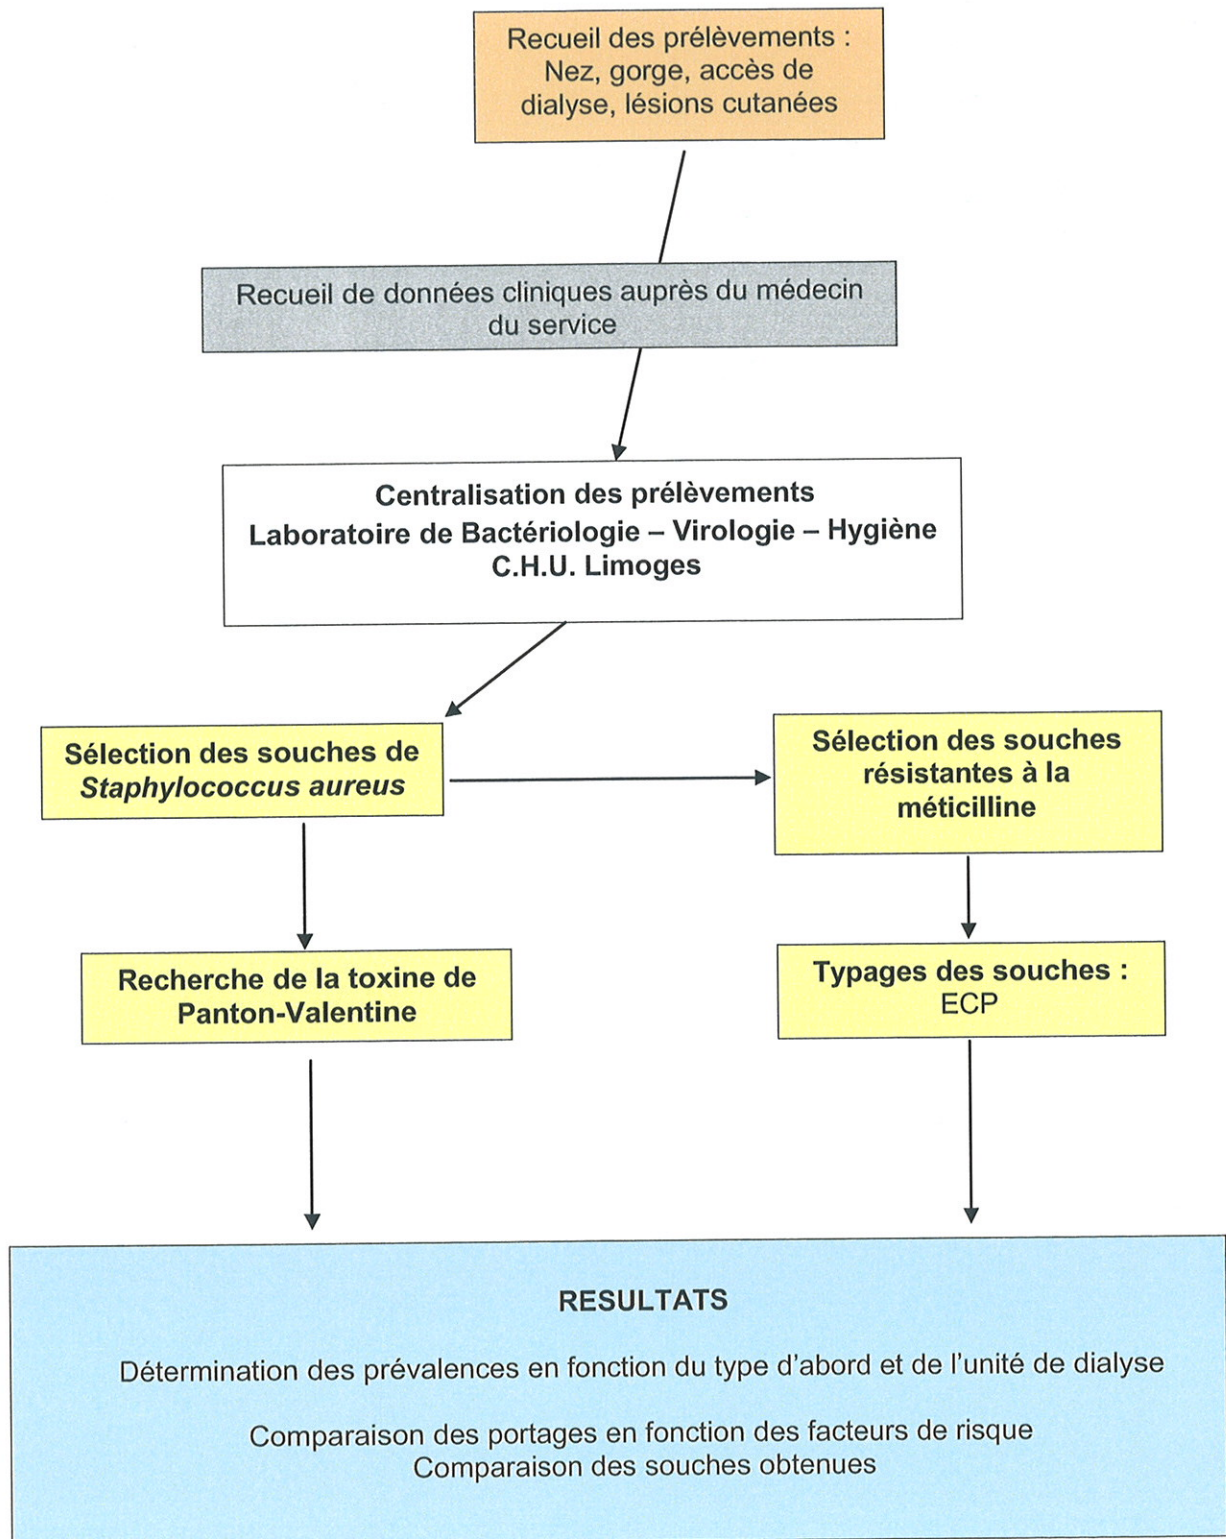 Recueil des prélèvements :
Nez, gorge, accès de
dialyse, lésions cutanées
Recueil de données cliniques auprès du médecin
du service
Centralisation des prélèvements
Laboratoire de Bactériologie – Virologie – Hygiène
C.H.U. Limoges
Sélection des souches de
Staphylococcus aureus
Sélection des souches
résistantes à la
méticilline
Recherche de la toxine de
Panton-Valentine
Typages des souches :
ECP
RESULTATS
Détermination des prévalences en fonction du type d'abord et de l'unité de dialyse
Comparaison des portages en fonction des facteurs de risque
Comparaison des souches obtenues